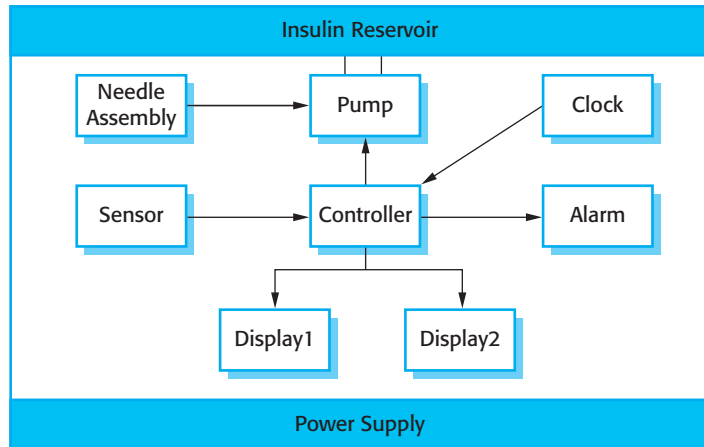 Insulin Reservoir
Needle
Assembly
Pump
Clock
Sensor
Controller
Alarm
Display1
Display2
Power Supply